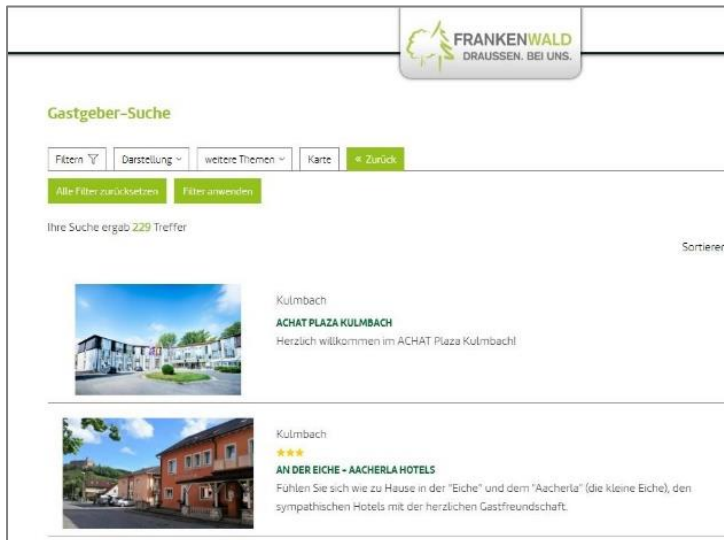 FRANKENWALD
DRAUSSEN. BEI UNS.
Gastgeber-Suche
Filtern Darstellung weitere Themen Karte « Zurück
Alle Filter zurücksetzen Filter anwenden
Ihre Suche ergab 229 Treffer
Sortieren
Kulmbach
ACHAT PLAZA KULMBACH
Herzlich willkommen im ACHAT Plaza Kulmbach!
Kulmbach
AN DER EICHE - AACHERLA HOTELS
Fühlen Sie sich wie zu Hause in der "Eiche" und dem "Aacherla" (die kleine Eiche), den
sympathischen Hotels mit der herzlichen Gastfreundschaft.